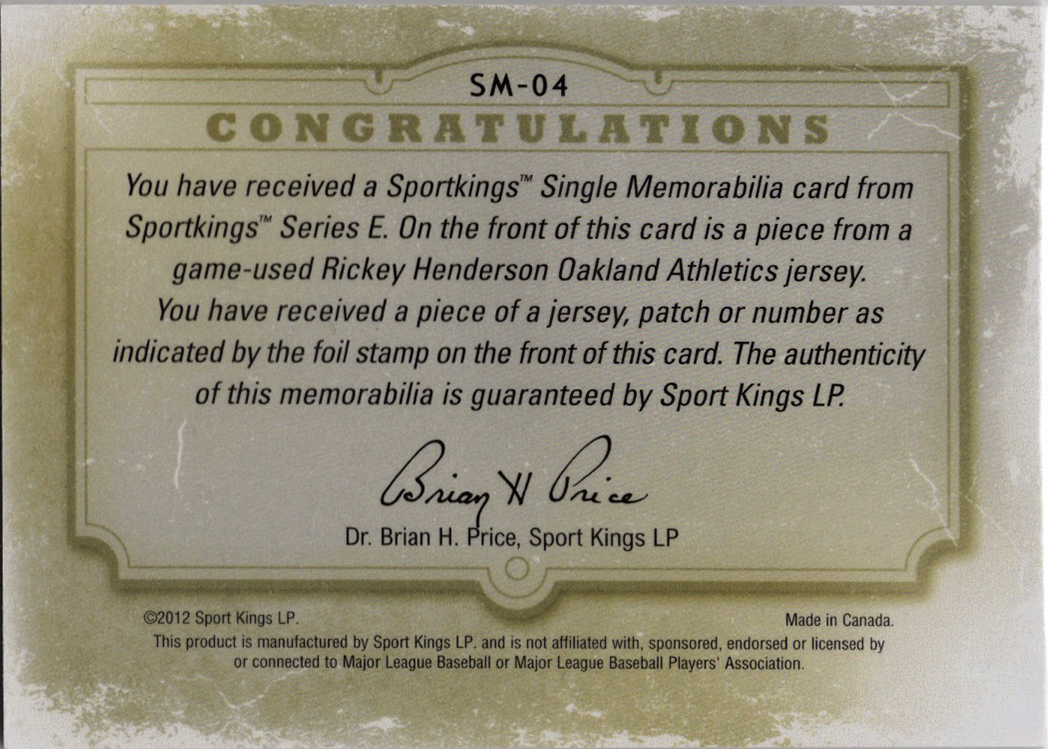 SM-04
CONGRATULATIONS
You have received a Sportkings™ Single Memorabilia card from
Sportkings™ Series E. On the front of this card is a piece from a
game-used Rickey Henderson Oakland Athletics jersey.
You have received a piece of a jersey, patch or number as
indicated by the foil stamp on the front of this card. The authenticity
of this memorabilia is guaranteed by Sport Kings LP.
Brian H Price
Dr. Brian H. Price, Sport Kings LP
©2012 Sport Kings LP.
Made in Canada.
This product is manufactured by Sport Kings LP. and is not affiliated with, sponsored, endorsed or licensed by
or connected to Major League Baseball or Major League Baseball Players' Association.